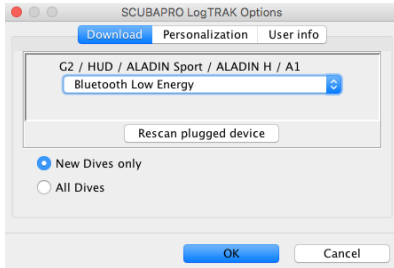 SCUBAPRO LogTRAK Options
Download Personalization User info
G2 / HUD / ALADIN Sport / ALADIN H / A1
Bluetooth Low Energy
Rescan plugged device
New Dives only
All Dives
OK Cancel